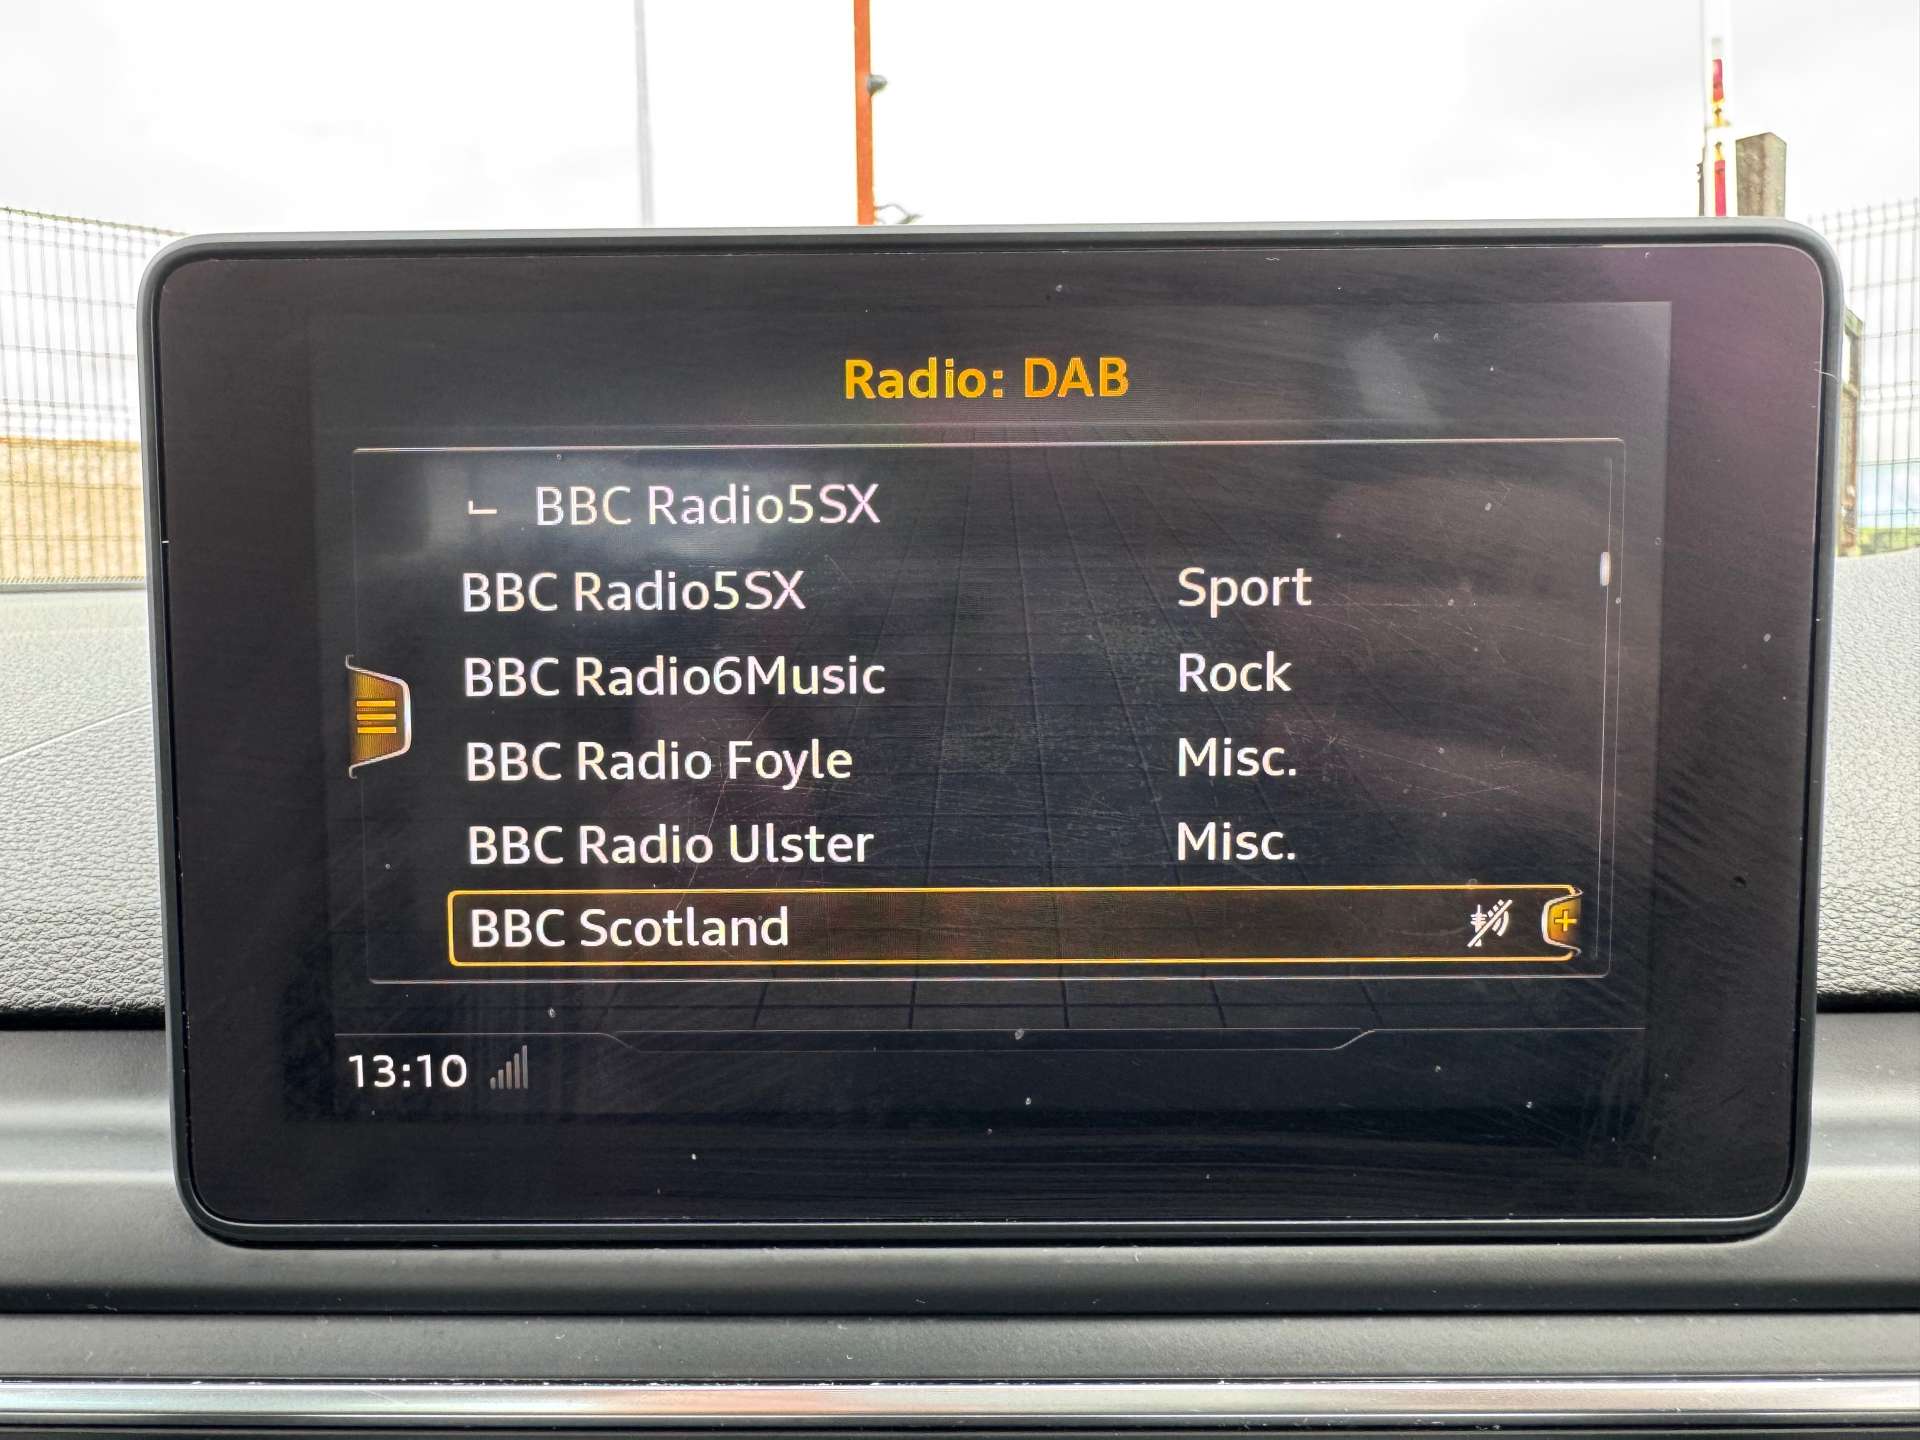 Radio: DAB
BBC Radio5SX
BBC Radio5SX Sport
BBC Radio6Music Rock
BBC Radio Foyle Misc.
BBC Radio Ulster Misc.
BBC Scotland
13:10